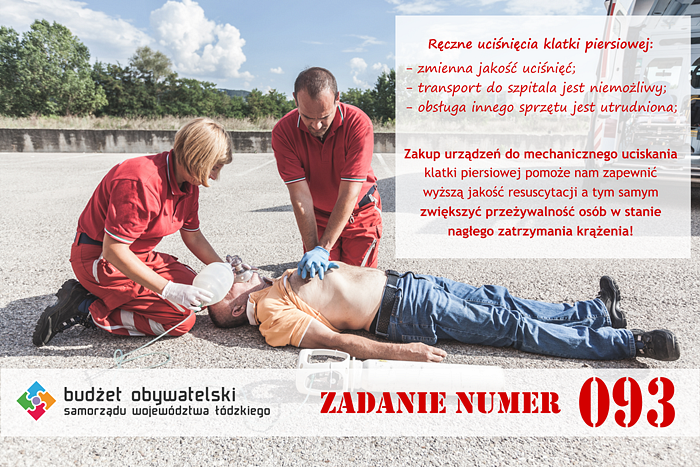 Ręczne uciśnięcia klatki piersiowej:
- zmienna jakość uciśnięć;
- transport do szpitala jest niemożliwy;
- obsługa innego sprzętu jest utrudniona;
Zakup urządzeń do mechanicznego uciskania
klatki piersiowej pomoże nam zapewnić
wyższą jakość resuscytacji a tym samym
zwiększyć przeżywalność osób w stanie
nagłego zatrzymania krążenia!
budżet obywatelski
samorządu województwa łódzkiego
ZADANIE NUMER 093